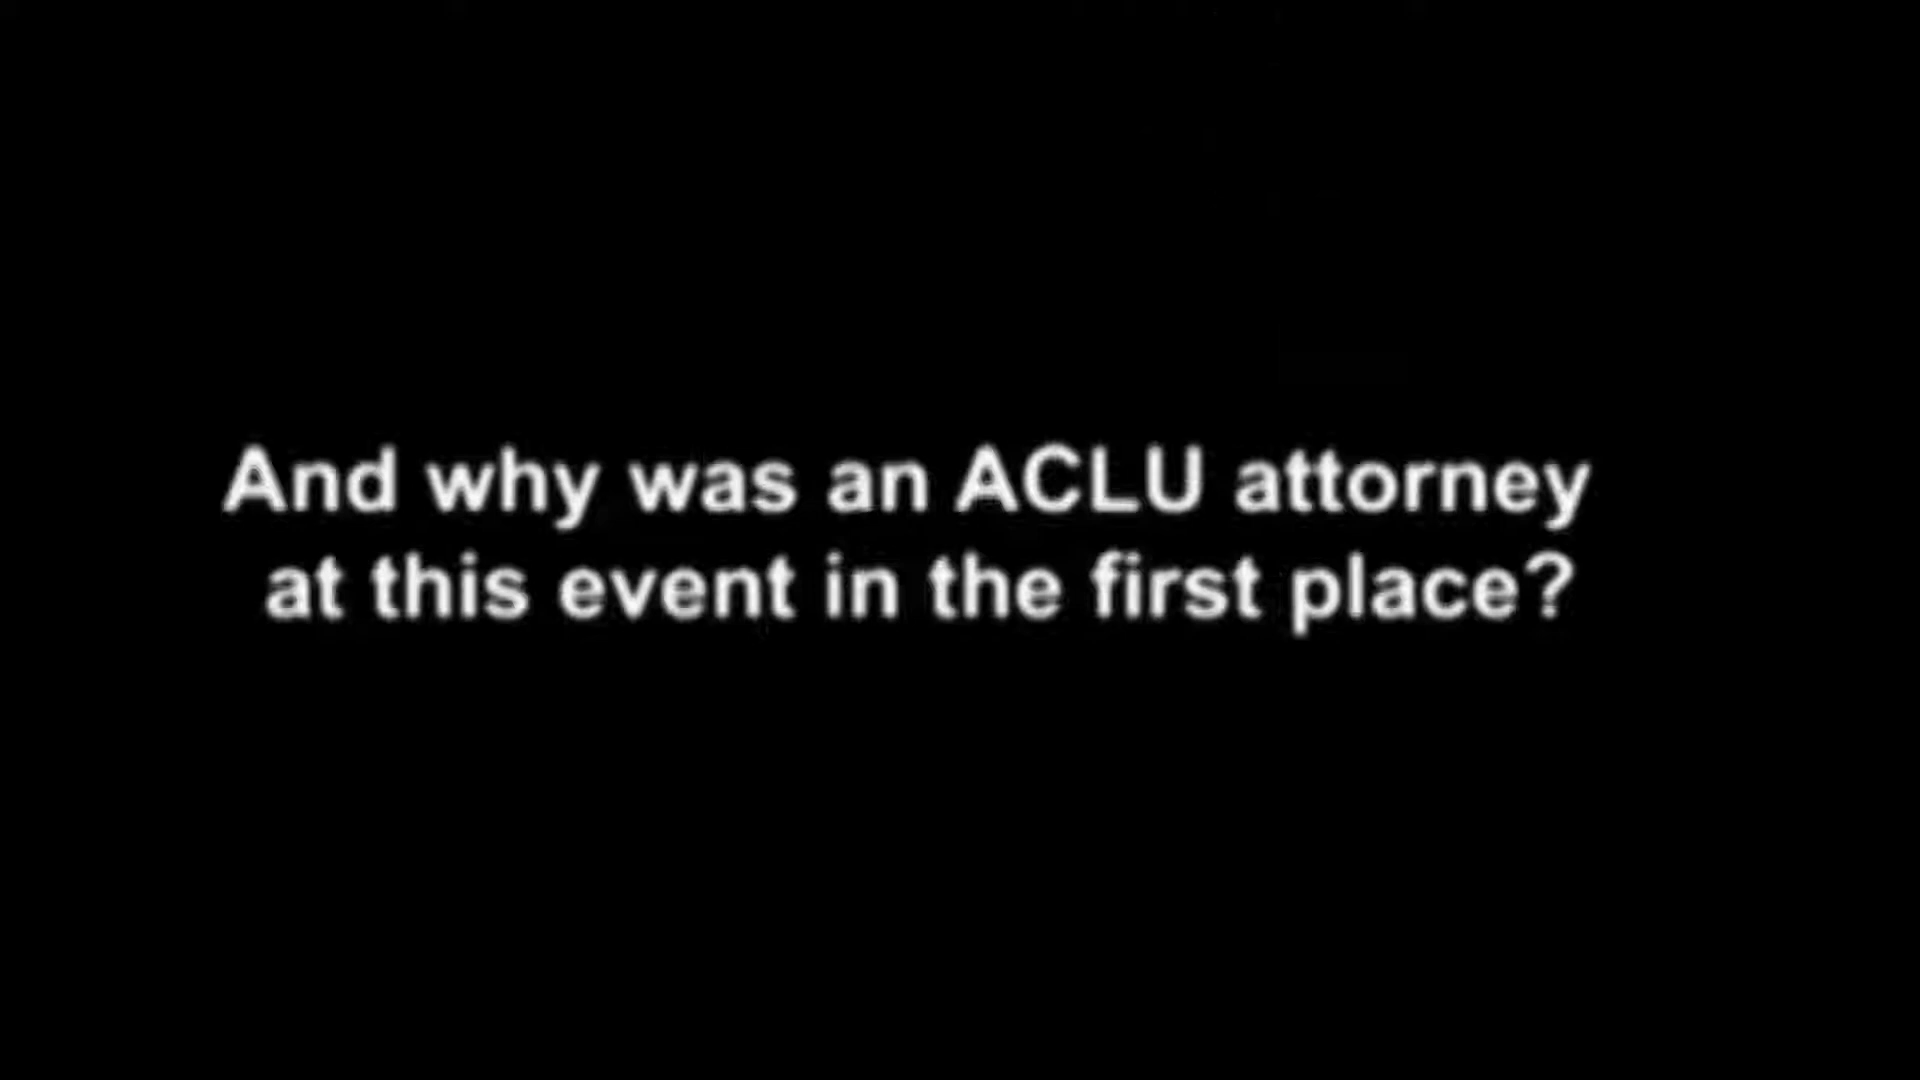 And why was an ACLU attorney
at this event in the first place?